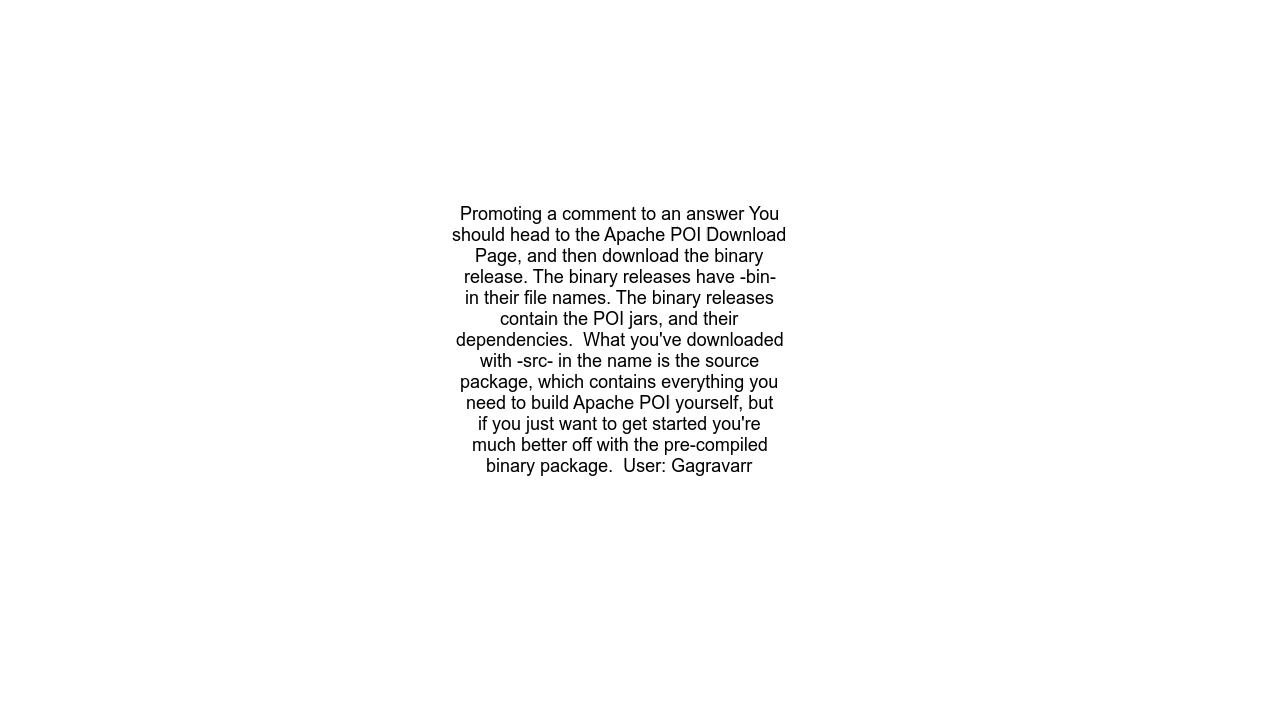 Promoting a comment to an answer You
should head to the Apache POI Download
Page, and then download the binary
release. The binary releases have -bin-
in their file names. The binary releases
contain the POI jars, and their
dependencies.  What you've downloaded
with -src- in the name is the source
package, which contains everything you
need to build Apache POI yourself, but
if you just want to get started you're
much better off with the pre-compiled
binary package.  User: Gagravarr